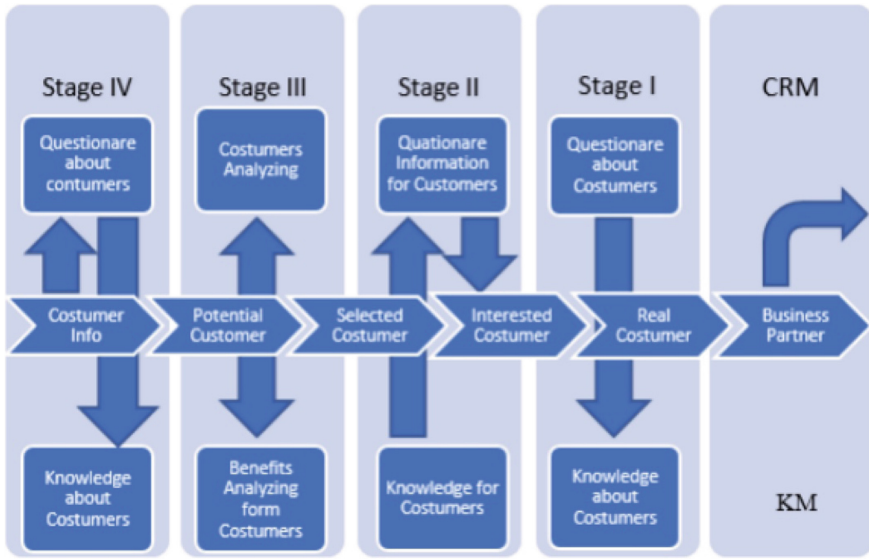 Stage IV
Stage III
Stage II
Stage I
CRM
Questionare
about
contumers
Costumers
Analyzing
Quationare
Information
for Customers
Questionare
about
Costumers
Costumer
Info
Potential
Customer
Selected
Costumer
Interested
Costumer
Real
Costumer
Business
Partner
Knowledge
about
Costumers
Benefits
Analyzing
form
Costumers
Knowledge for
Costumers
Knowledge
about
Costumers
KM